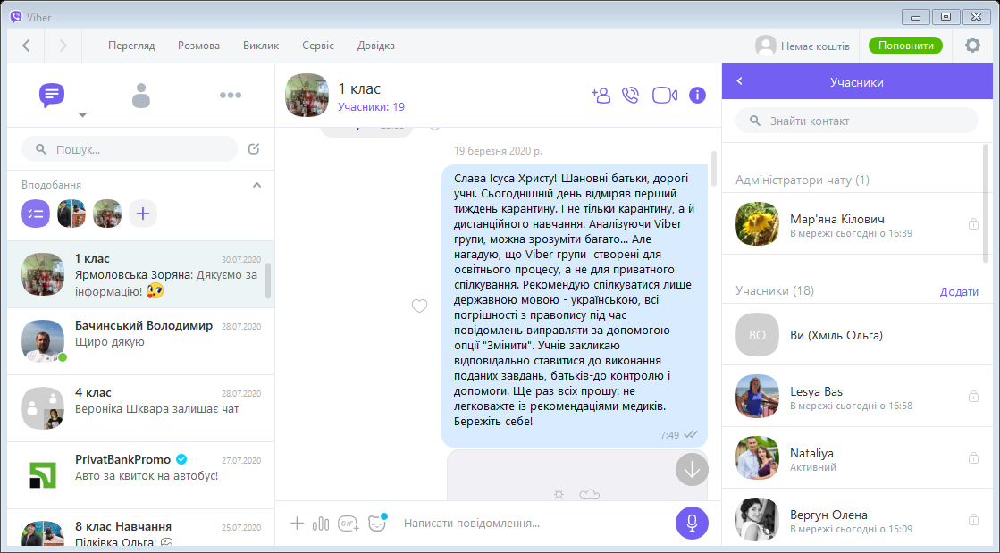 Viber
Перегляд Розмова Виклик Сервіс Довідка
Немає коштів
Поповнити
Пошук...
Вподобання
1 клас 30.07.2020
Ярмоловська Зоряна: Дякуємо за
інформацію!
Бачинський Володимир 28.07.2020
Щиро дякую
4 клас 28.07.2020
Вероніка Шквара залишає чат
PrivatBankPromo 27.07.2020
Авто за квиток на автобус!
8 клас Навчання 25.07.2020
Підківка Ольга:
1 клас
Учасники: 19
19 березня 2020 р.
Слава Ісуса Христу! Шановні батьки, дорогі
учні. Сьогоднішній день відміряв перший
тиждень карантину. І не тільки карантину, а й
дистанційного навчання. Аналізуючи Viber
групи, можна зрозуміти багато... Але
нагадую, що Viber групи  створені для
освітнього процесу, а не для приватного
спілкування. Рекомендую спілкуватися лише
державною мовою - українською, всі
погрішності з правопису під час
повідомлень виправляти за допомогою
опції "Змінити". Учнів закликаю
відповідально ставитися до виконання
поданих завдань, батьків-до контролю і
допомоги. Ще раз всіх прошу: не
легковажте із рекомендаціями медиків.
Бережіть себе!
7:49
GIF
Написати повідомлення...
Учасники
Знайти контакт
Адміністратори чату (1)
Мар'яна Кілович
В мережі сьогодні о 16:39
Учасники (18) Додати
ВО
Ви (Хміль Ольга)
Lesya Bas
В мережі сьогодні о 16:58
Nataliya
Активний
Вергун Олена
В мережі сьогодні о 15:09